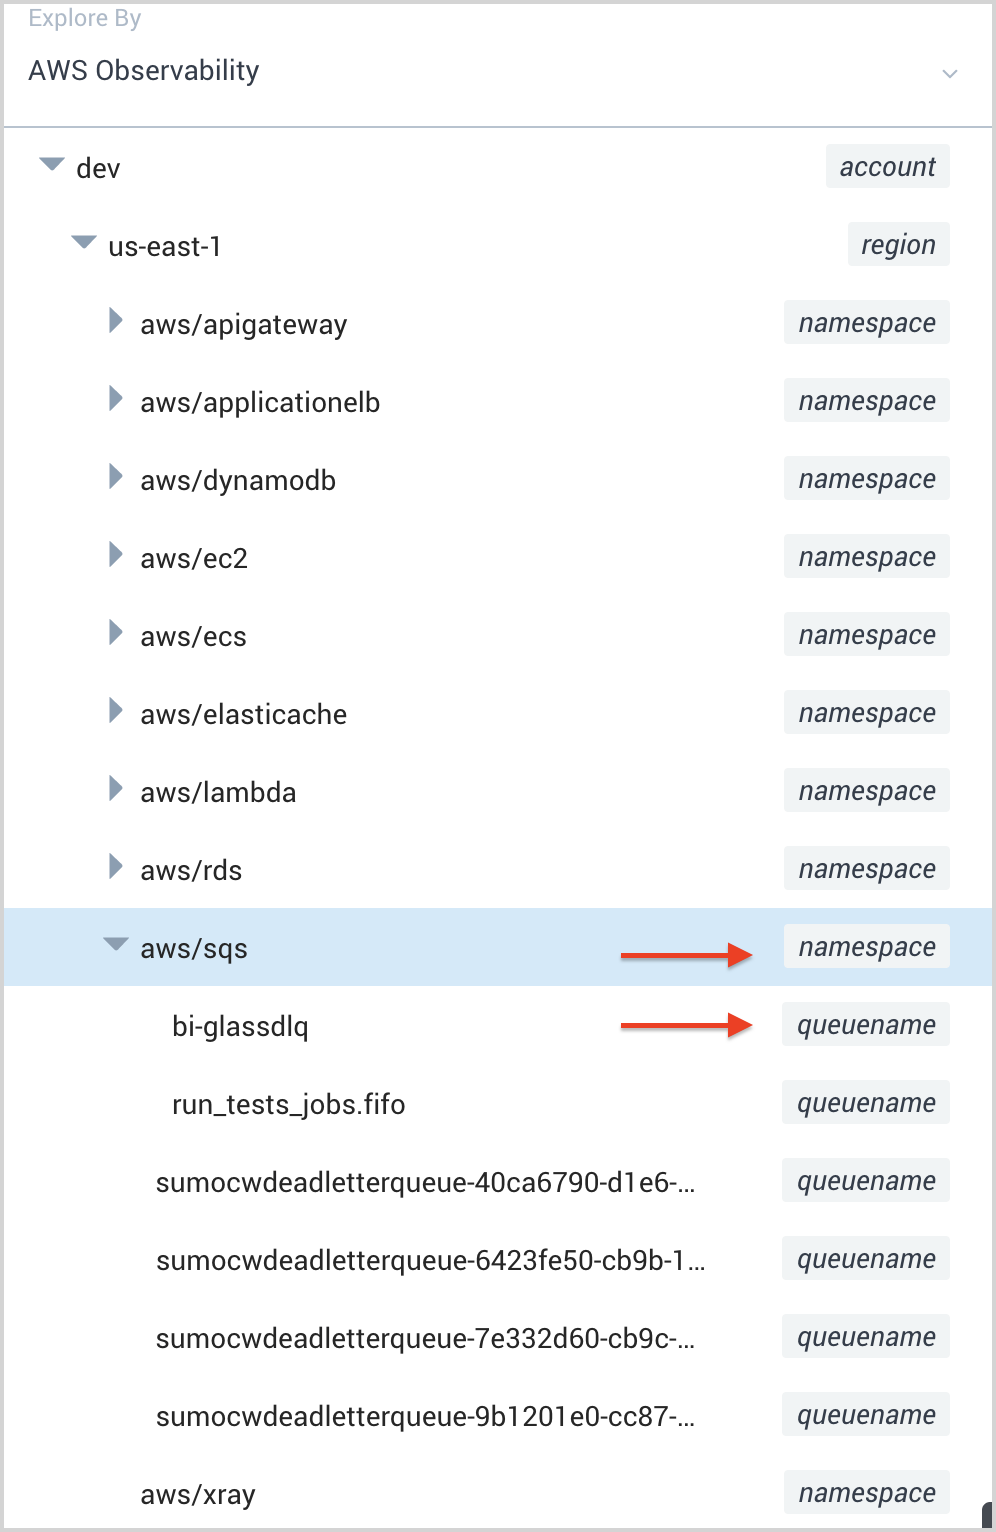 Explore By
AWS Observability
dev account
us-east-1 region
aws/apigateway namespace
aws/applicationelb namespace
aws/dynamodb namespace
aws/ec2 namespace
aws/ecs namespace
aws/elasticache namespace
aws/lambda namespace
aws/rds namespace
aws/sqs namespace
bi-glassdlq queuename
run_tests_jobs.fifo queuename
sumocwdeadletterqueue-40ca6790-d1e6-... queuename
sumocwdeadletterqueue-6423fe50-cb9b-1... queuename
sumocwdeadletterqueue-7e332d60-cb9c-... queuename
sumocwdeadletterqueue-9b1201e0-cc87-... queuename
aws/xray namespace